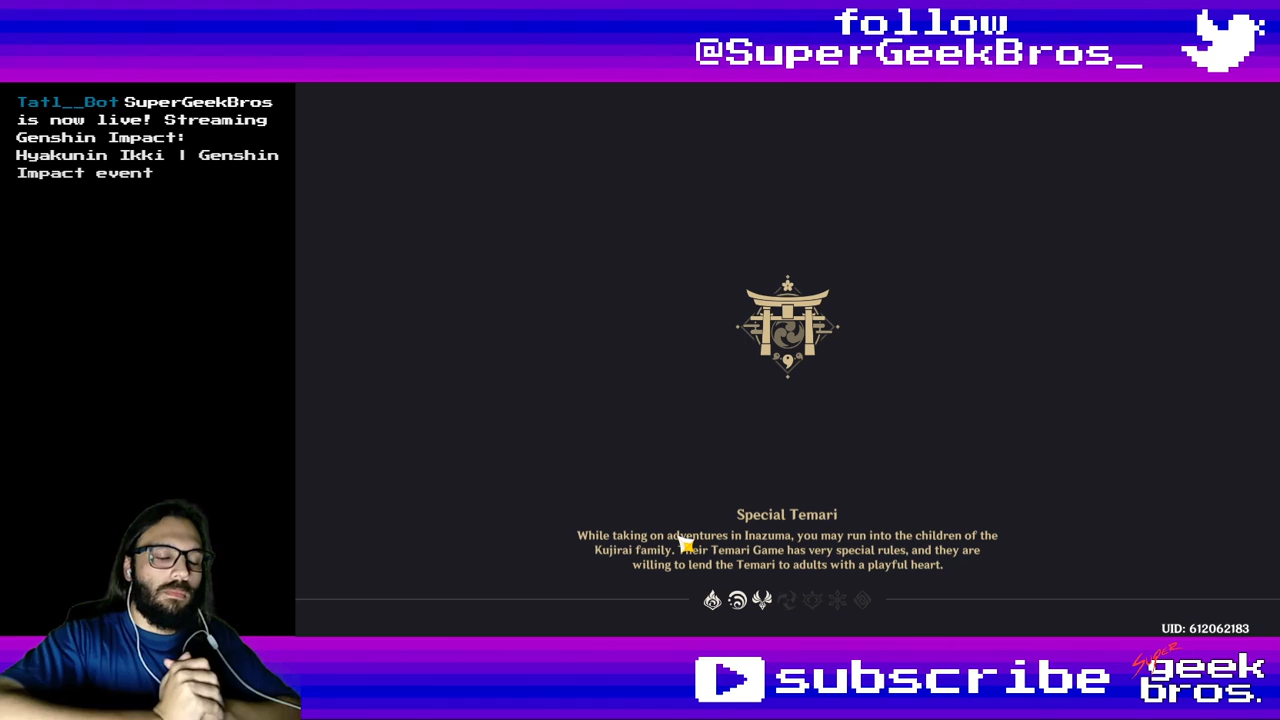 follow
@SuperGeekBros_
Tatl__Bot SuperGeekBros
is now live! Streaming
Genshin Impact:
Hyakunin Ikki | Genshin
Impact event
Special Temari
While taking on adventures in Inazuma, you may run into the children of the
Kujirai family. Their Temari Game has very special rules, and they are
willing to lend the Temari to adults with a playful heart.
UID: 612062183
subscribe
SUPER
geek
bros.